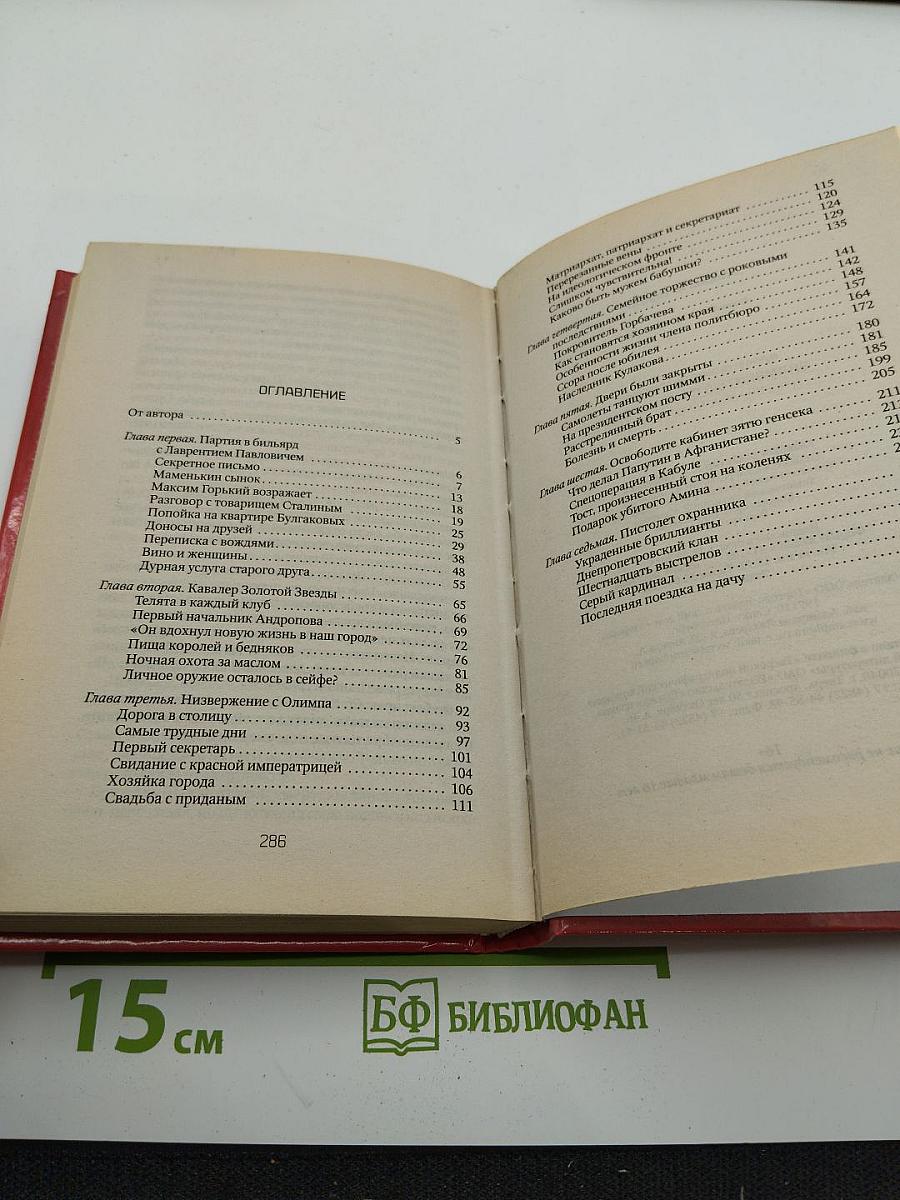 ОГЛАВЛЕНИЕ
От автора .......... 5
Глава первая. Партия в бильярд
с Лаврентием Павловичем .......... 6
Секретное письмо .......... 7
Маменькин сынок .......... 13
Максим Горький возражает .......... 18
Разговор с товарищем Сталиным .......... 19
Попойка на квартире Булгаковых .......... 25
Доносы на друзей .......... 29
Переписка с вождями .......... 38
Вино и женщины .......... 48
Дурная услуга старого друга .......... 55
Глава вторая. Кавалер Золотой Звезды .......... 65
Телята в каждый клуб .......... 66
Первый начальник Андропова .......... 69
«Он вдохнул новую жизнь в наш город» .......... 72
Пища королей и бедняков .......... 76
Ночная охота за маслом .......... 81
Личное оружие осталось в сейфе? .......... 85
Глава третья. Низвержение с Олимпа .......... 92
Дорога в столицу .......... 93
Самые трудные дни .......... 97
Первый секретарь .......... 101
Свидание с красной императрицей .......... 104
Хозяйка города .......... 106
Свадьба с приданым .......... 111
286
Матриархат, патриархат и секретариат .......... 115
Перерезанные вены .......... 120
На идеологическом фронте .......... 124
Слишком чувствительна! .......... 129
Каково быть мужем бабушки? .......... 135
Глава четвертая. Семейное торжество с роковыми
последствиями .......... 141
Покровитель Горбачева .......... 142
Как становятся хозяином края .......... 148
Особенности жизни члена политбюро .......... 157
Ссора после юбилея .......... 164
Наследник Кулакова .......... 172
Глава пятая. Двери были закрыты .......... 180
Самолеты танцуют шимми .......... 181
На президентском посту .......... 185
Расстрелянный брат .......... 199
Болезнь и смерть .......... 205
Глава шестая. Освободите кабинет зятю генсека .......... 211
Что делал Папутин в Афганистане? ..........
Спецоперация в Кабуле ..........
Тост, произнесенный стоя на коленях ..........
Подарок убитого Амина ..........
Глава седьмая. Пистолет охранника ..........
Украденные бриллианты ..........
Днепропетровский клан ..........
Шестнадцать выстрелов ..........
Серый кардинал ..........
Последняя поездка на дачу ..........
15 см
БФ БИБЛИОФАН